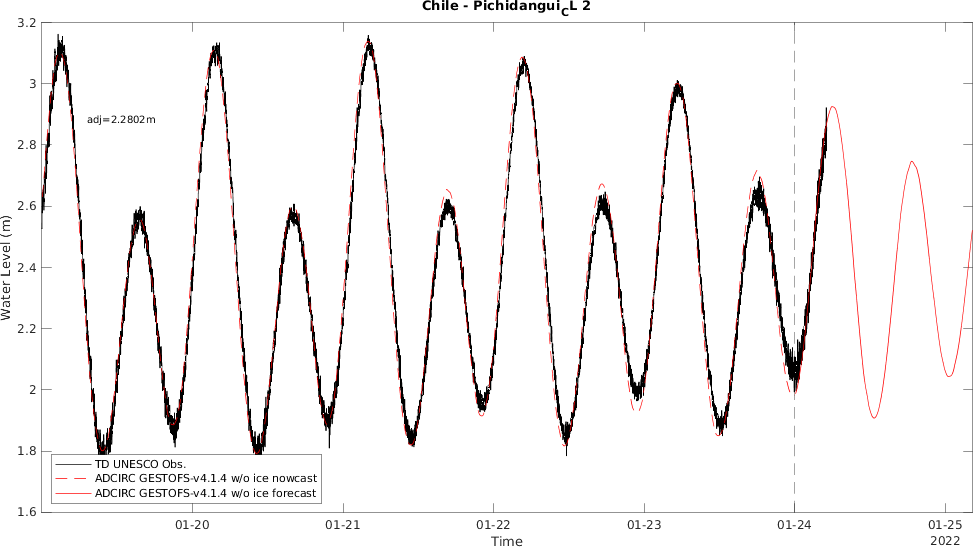 Chile - Pichidangui_CL 2
3.2
3
2.8
2.6
2.4
2.2
2
1.8
1.6
Water Level (m)
adj=2.2802m
TD UNESCO Obs.
ADCIRC GESTOFS-v4.1.4 w/o ice nowcast
ADCIRC GESTOFS-v4.1.4 w/o ice forecast
01-20 01-21 01-22 01-23 01-24 01-25
2022
Time